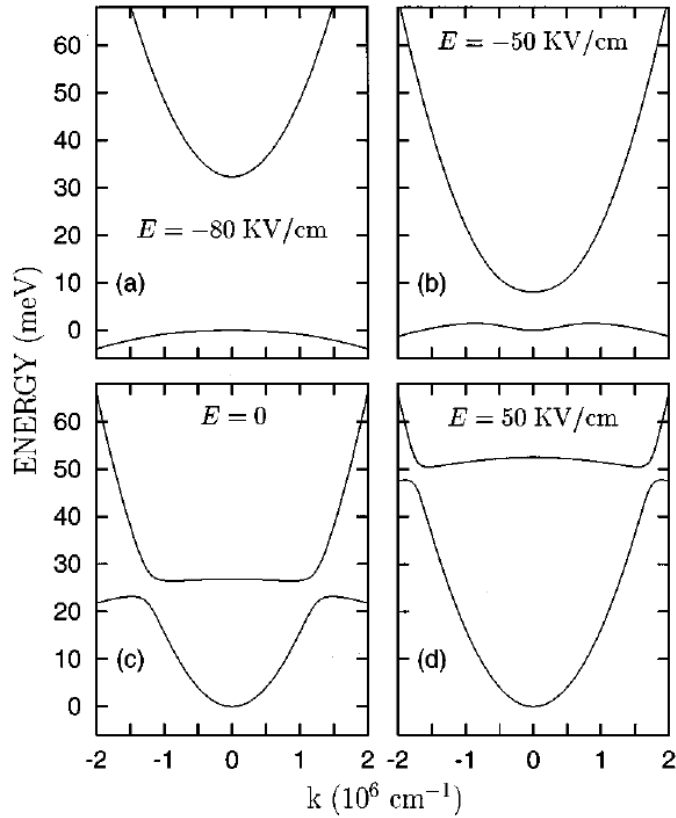 E = −50 KV/cm
60
50
40
30
20
10
0
E = −80 KV/cm
(a)
(b)
ENERGY (meV)
E = 0
E = 50 KV/cm
60
50
40
30
20
10
0
(c)
(d)
-2 -1 0 1 2 -2 -1 0 1 2
k (10⁶ cm⁻¹)